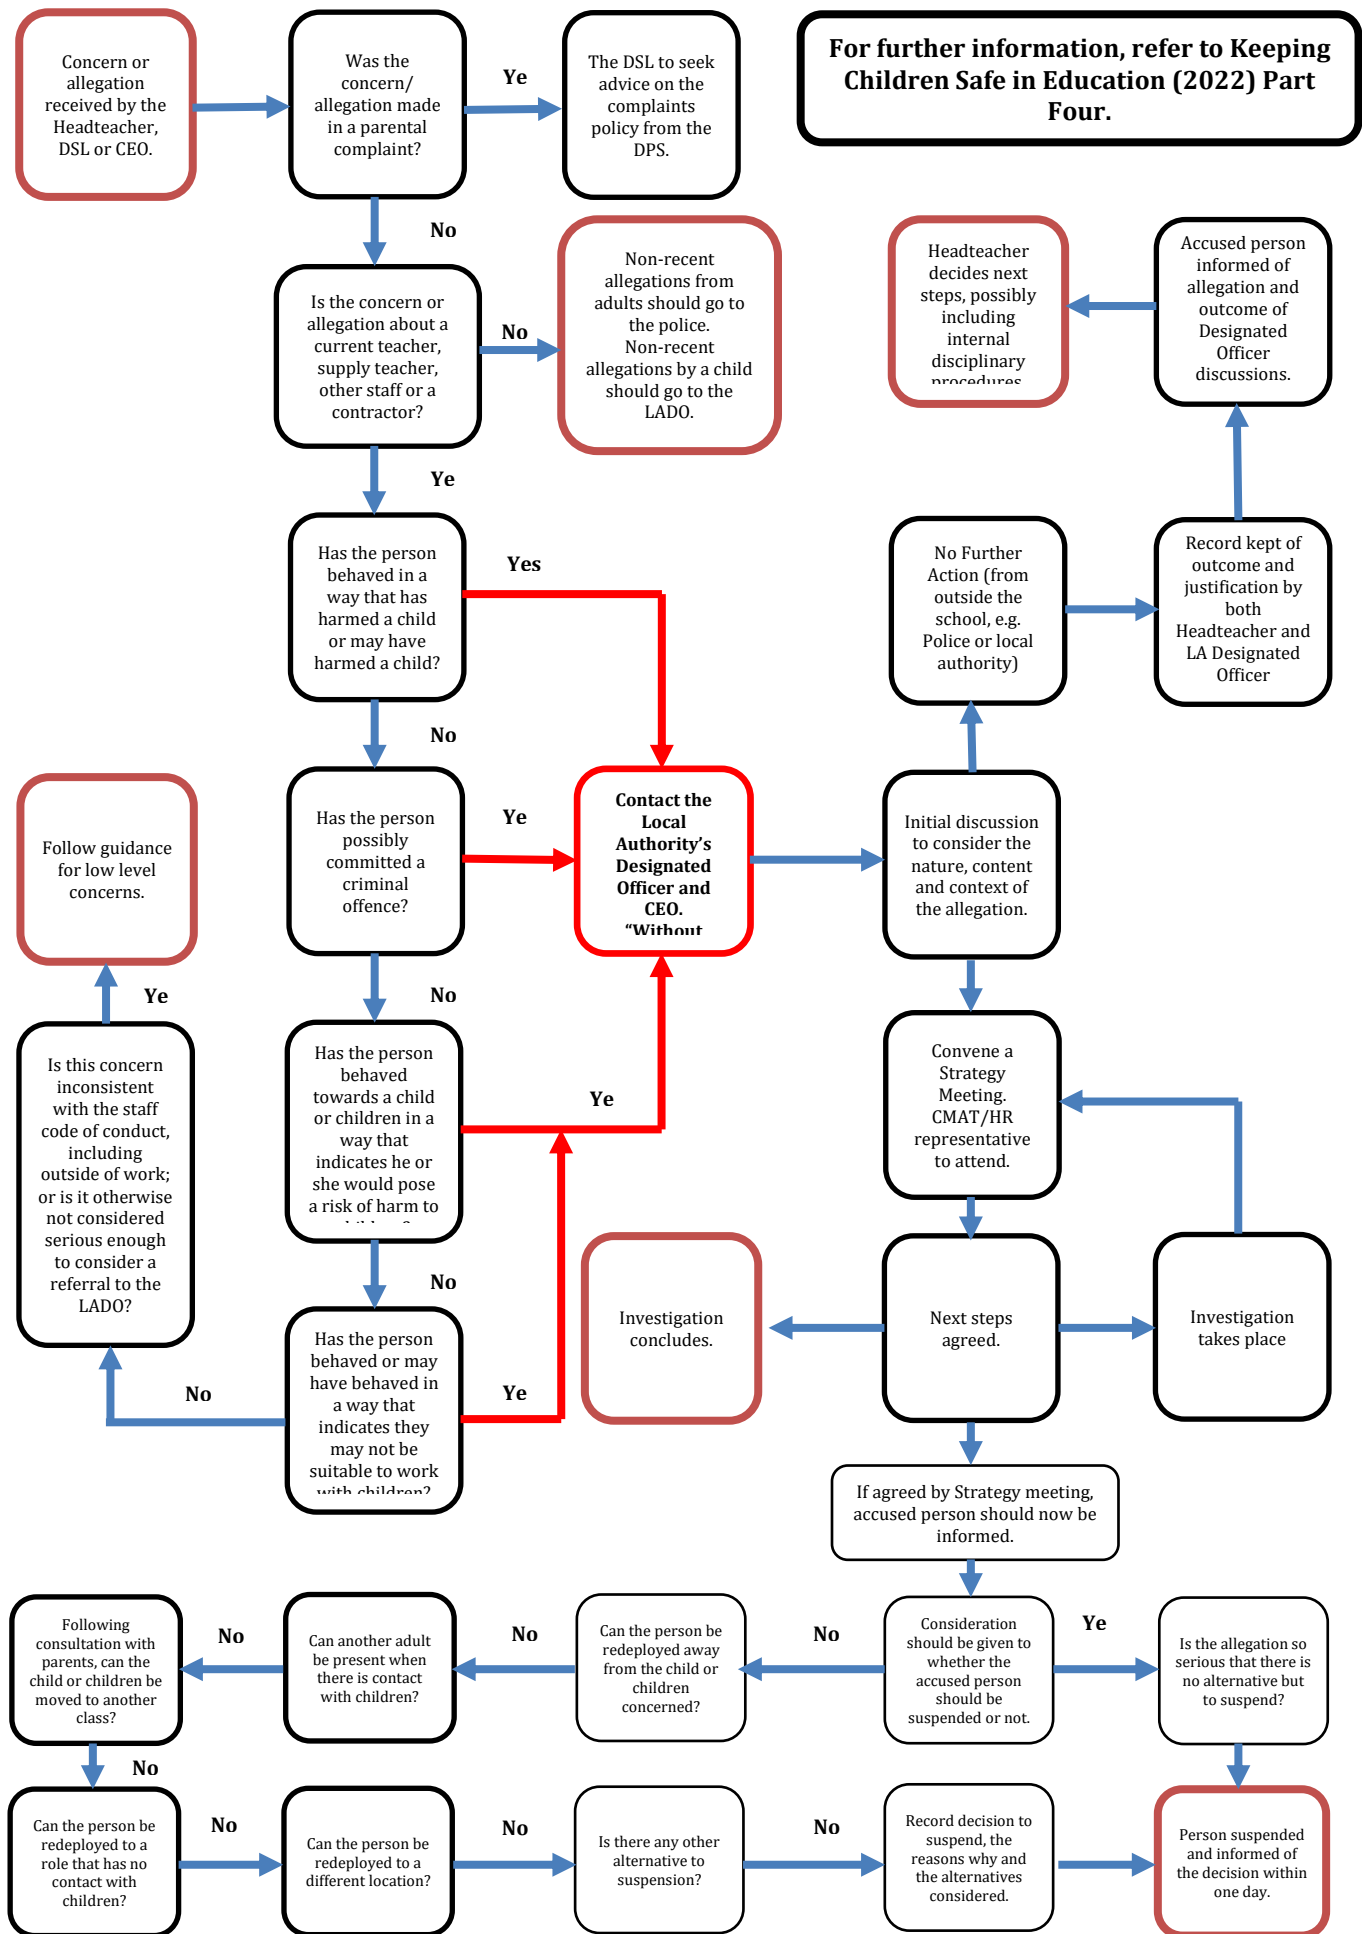 Concern or
allegation
received by the
Headteacher,
DSL or CEO.
Was the
concern/
allegation made
in a parental
complaint?
Ye
The DSL to seek
advice on the
complaints
policy from the
DPS.
For further information, refer to Keeping
Children Safe in Education (2022) Part
Four.
No
Is the concern or
allegation about a
current teacher,
supply teacher,
other staff or a
contractor?
No
Non-recent
allegations from
adults should go to
the police.
Non-recent
allegations by a child
should go to the
LADO.
Headteacher
decides next
steps, possibly
including
internal
disciplinary
procedures
Accused person
informed of
allegation and
outcome of
Designated
Officer
discussions.
Ye
Has the person
behaved in a
way that has
harmed a child
or may have
harmed a child?
Yes
No Further
Action (from
outside the
school, e.g.
Police or local
authority)
Record kept of
outcome and
justification by
both
Headteacher and
LA Designated
Officer
No
Follow guidance
for low level
concerns.
Has the person
possibly
committed a
criminal
offence?
Ye
Contact the
Local
Authority's
Designated
Officer and
CEO.
"Without
Initial discussion
to consider the
nature, content
and context of
the allegation.
Ye
No
Is this concern
inconsistent
with the staff
code of conduct,
including
outside of work;
or is it otherwise
not considered
serious enough
to consider a
referral to the
LADO?
Has the person
behaved
towards a child
or children in a
way that
indicates he or
she would pose
a risk of harm to
Ye
Convene a
Strategy
Meeting.
CMAT/HR
representative
to attend.
No
Has the person
behaved or may
have behaved in
a way that
indicates they
may not be
suitable to work
with children?
No
Ye
Investigation
concludes.
Next steps
agreed.
Investigation
takes place
If agreed by Strategy meeting,
accused person should now be
informed.
Following
consultation with
parents, can the
child or children be
moved to another
class?
No
Can another adult
be present when
there is contact
with children?
No
Can the person be
redeployed away
from the child or
children
concerned?
No
Consideration
should be given to
whether the
accused person
should be
suspended or not.
Ye
Is the allegation so
serious that there is
no alternative but
to suspend?
No
Can the person be
redeployed to a
role that has no
contact with
children?
No
Can the person be
redeployed to a
different location?
No
Is there any other
alternative to
suspension?
No
Record decision to
suspend, the
reasons why and
the alternatives
considered.
Person suspended
and informed of
the decision within
one day.